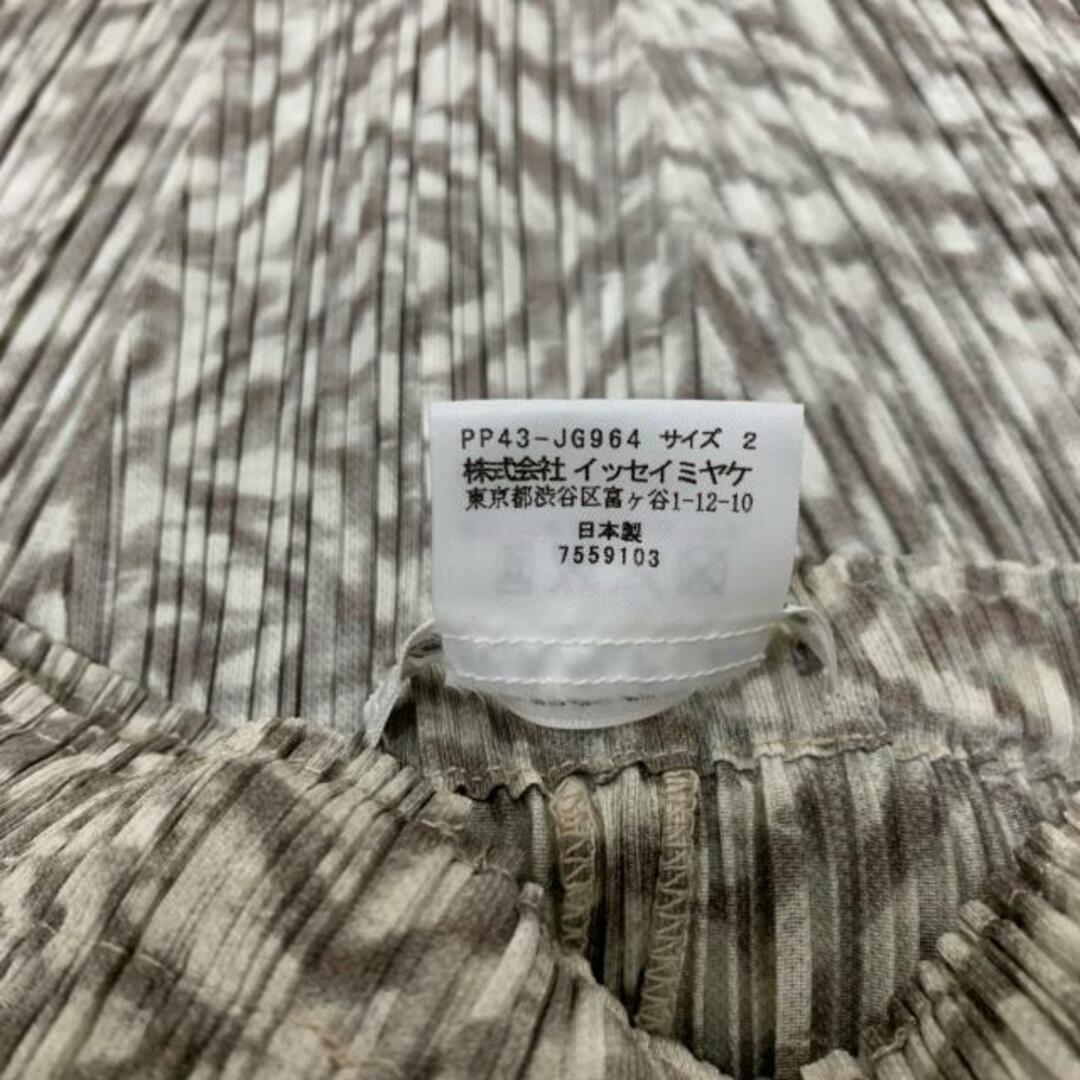 PP43-JG964 サイズ 2
株式会社 イッセイミヤケ
東京都渋谷区富ヶ谷1-12-10
日本製
7559103